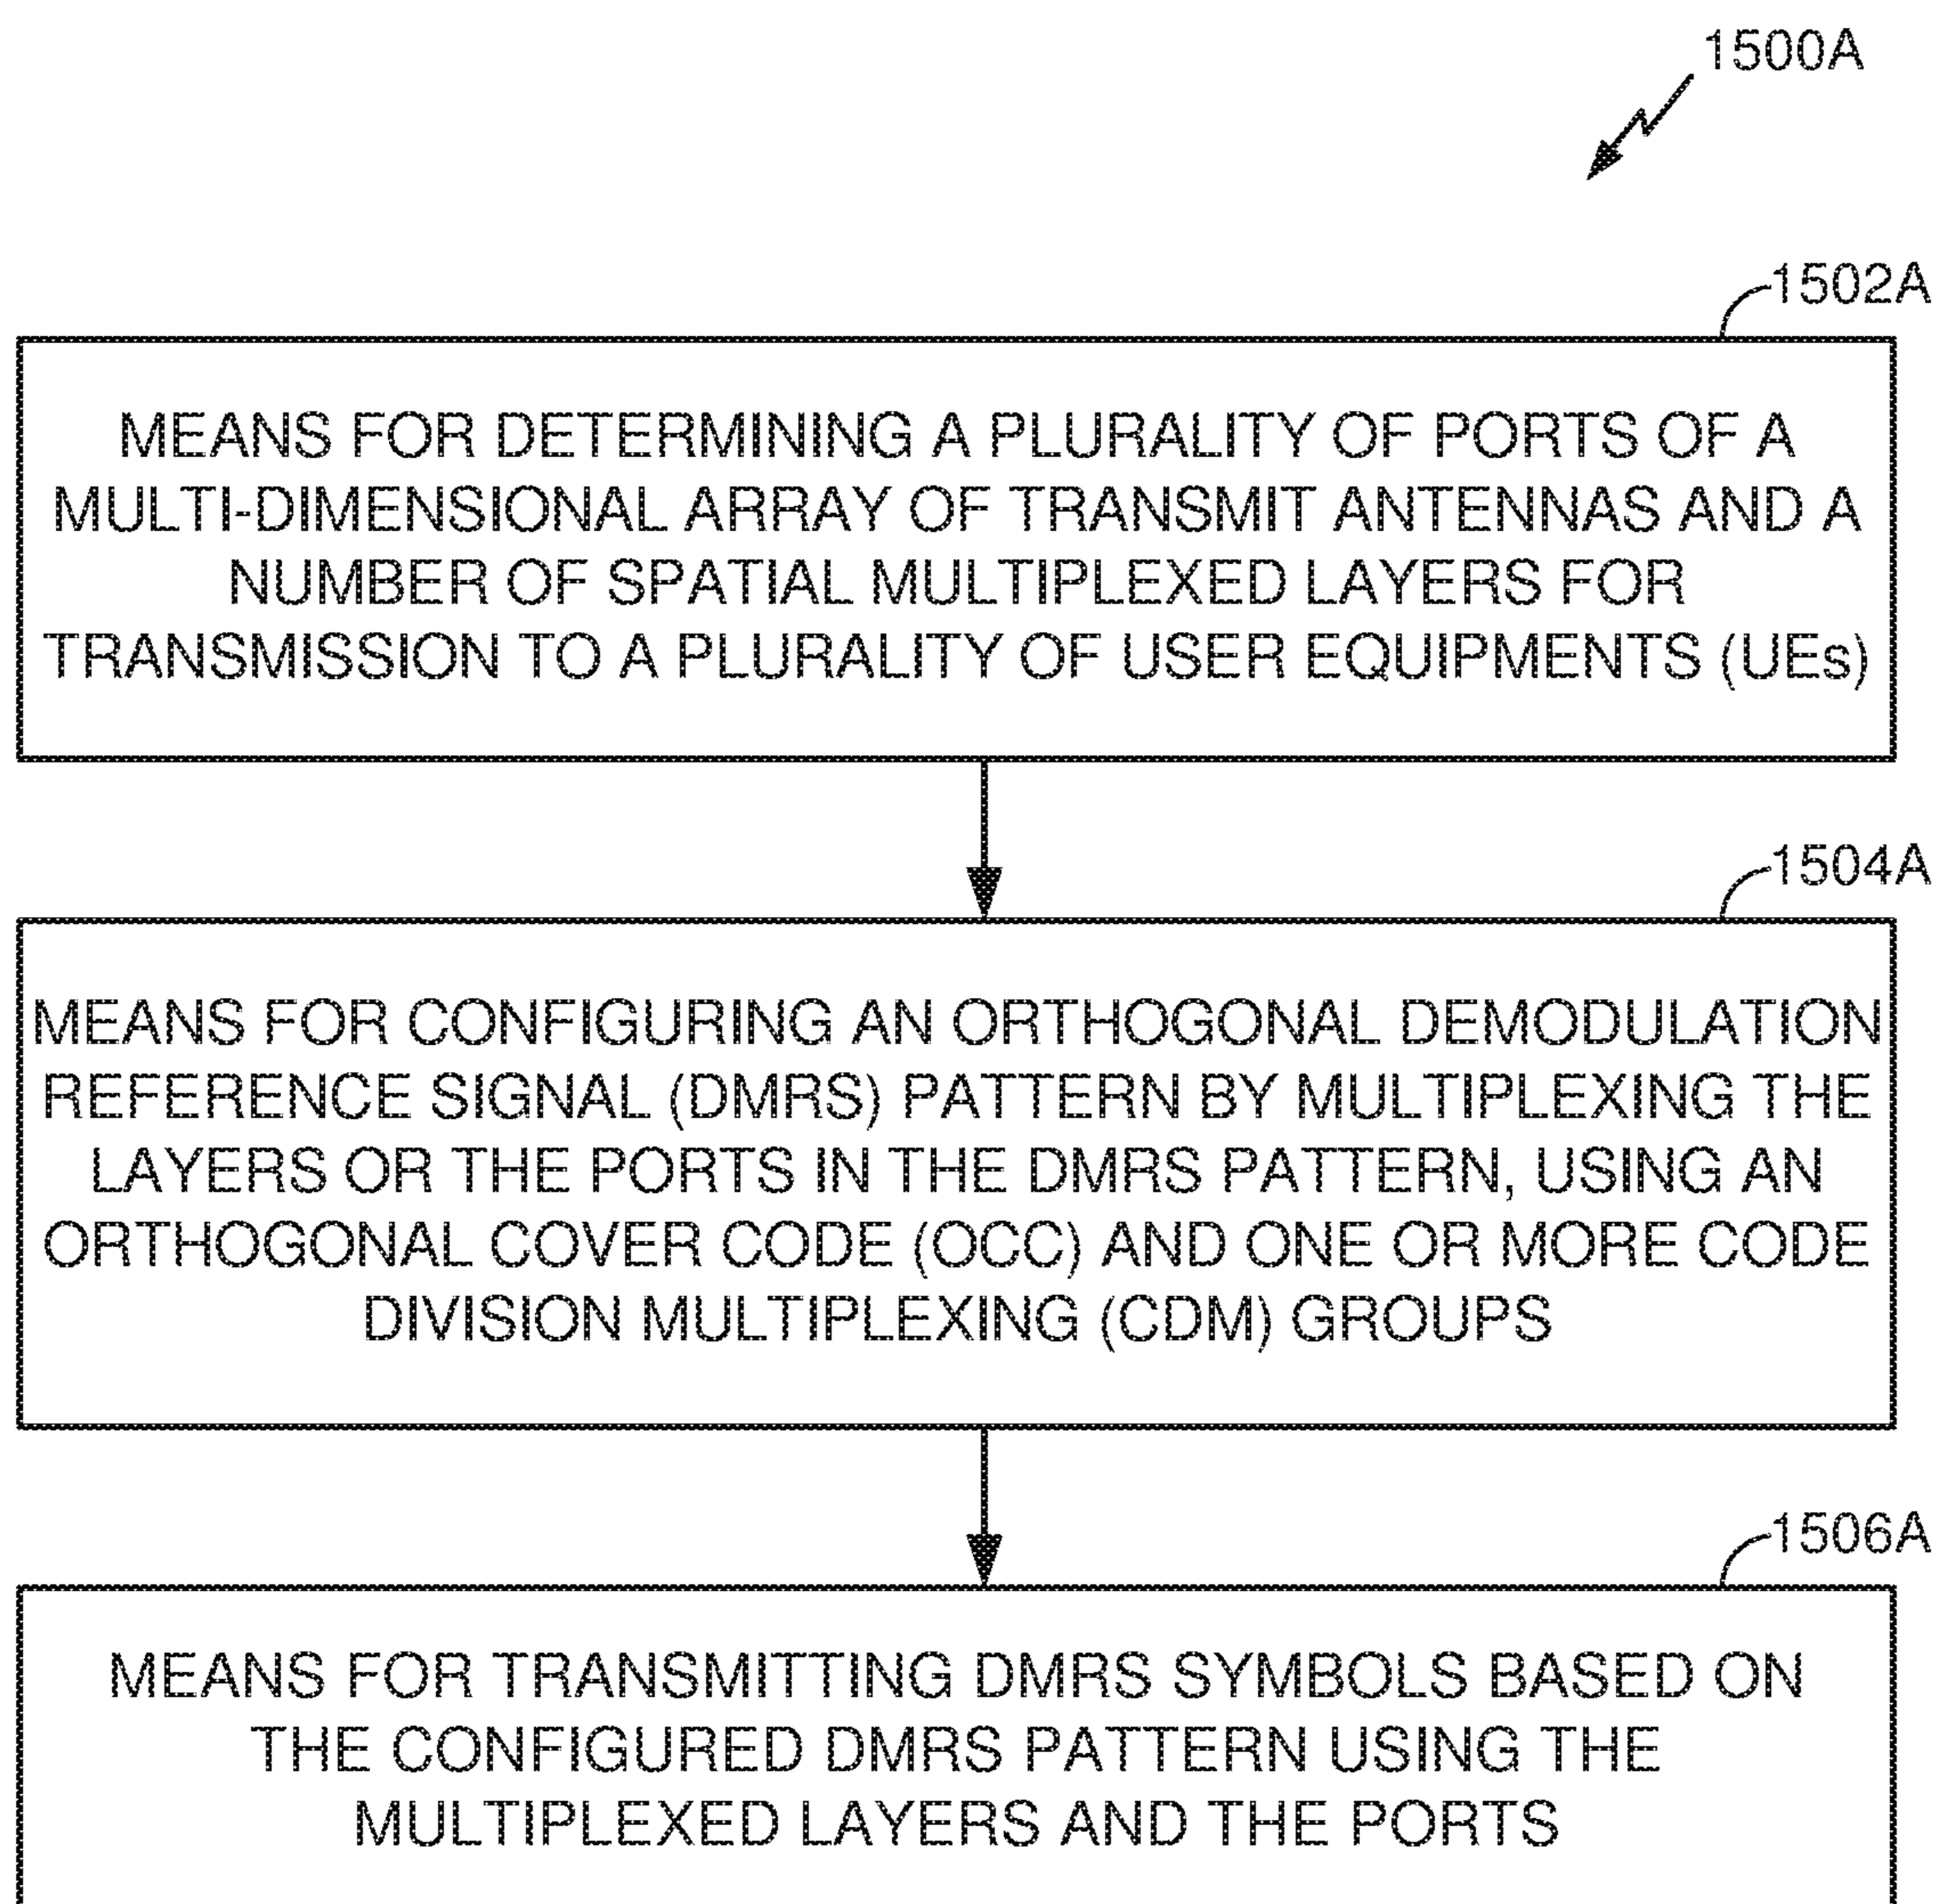 1500A
1502A
MEANS FOR DETERMINING A PLURALITY OF PORTS OF A
MULTI-DIMENSIONAL ARRAY OF TRANSMIT ANTENNAS AND A
NUMBER OF SPATIAL MULTIPLEXED LAYERS FOR
TRANSMISSION TO A PLURALITY OF USER EQUIPMENTS (UEs)
1504A
MEANS FOR CONFIGURING AN ORTHOGONAL DEMODULATION
REFERENCE SIGNAL (DMRS) PATTERN BY MULTIPLEXING THE
LAYERS OR THE PORTS IN THE DMRS PATTERN, USING AN
ORTHOGONAL COVER CODE (OCC) AND ONE OR MORE CODE
DIVISION MULTIPLEXING (CDM) GROUPS
1506A
MEANS FOR TRANSMITTING DMRS SYMBOLS BASED ON
THE CONFIGURED DMRS PATTERN USING THE
MULTIPLEXED LAYERS AND THE PORTS